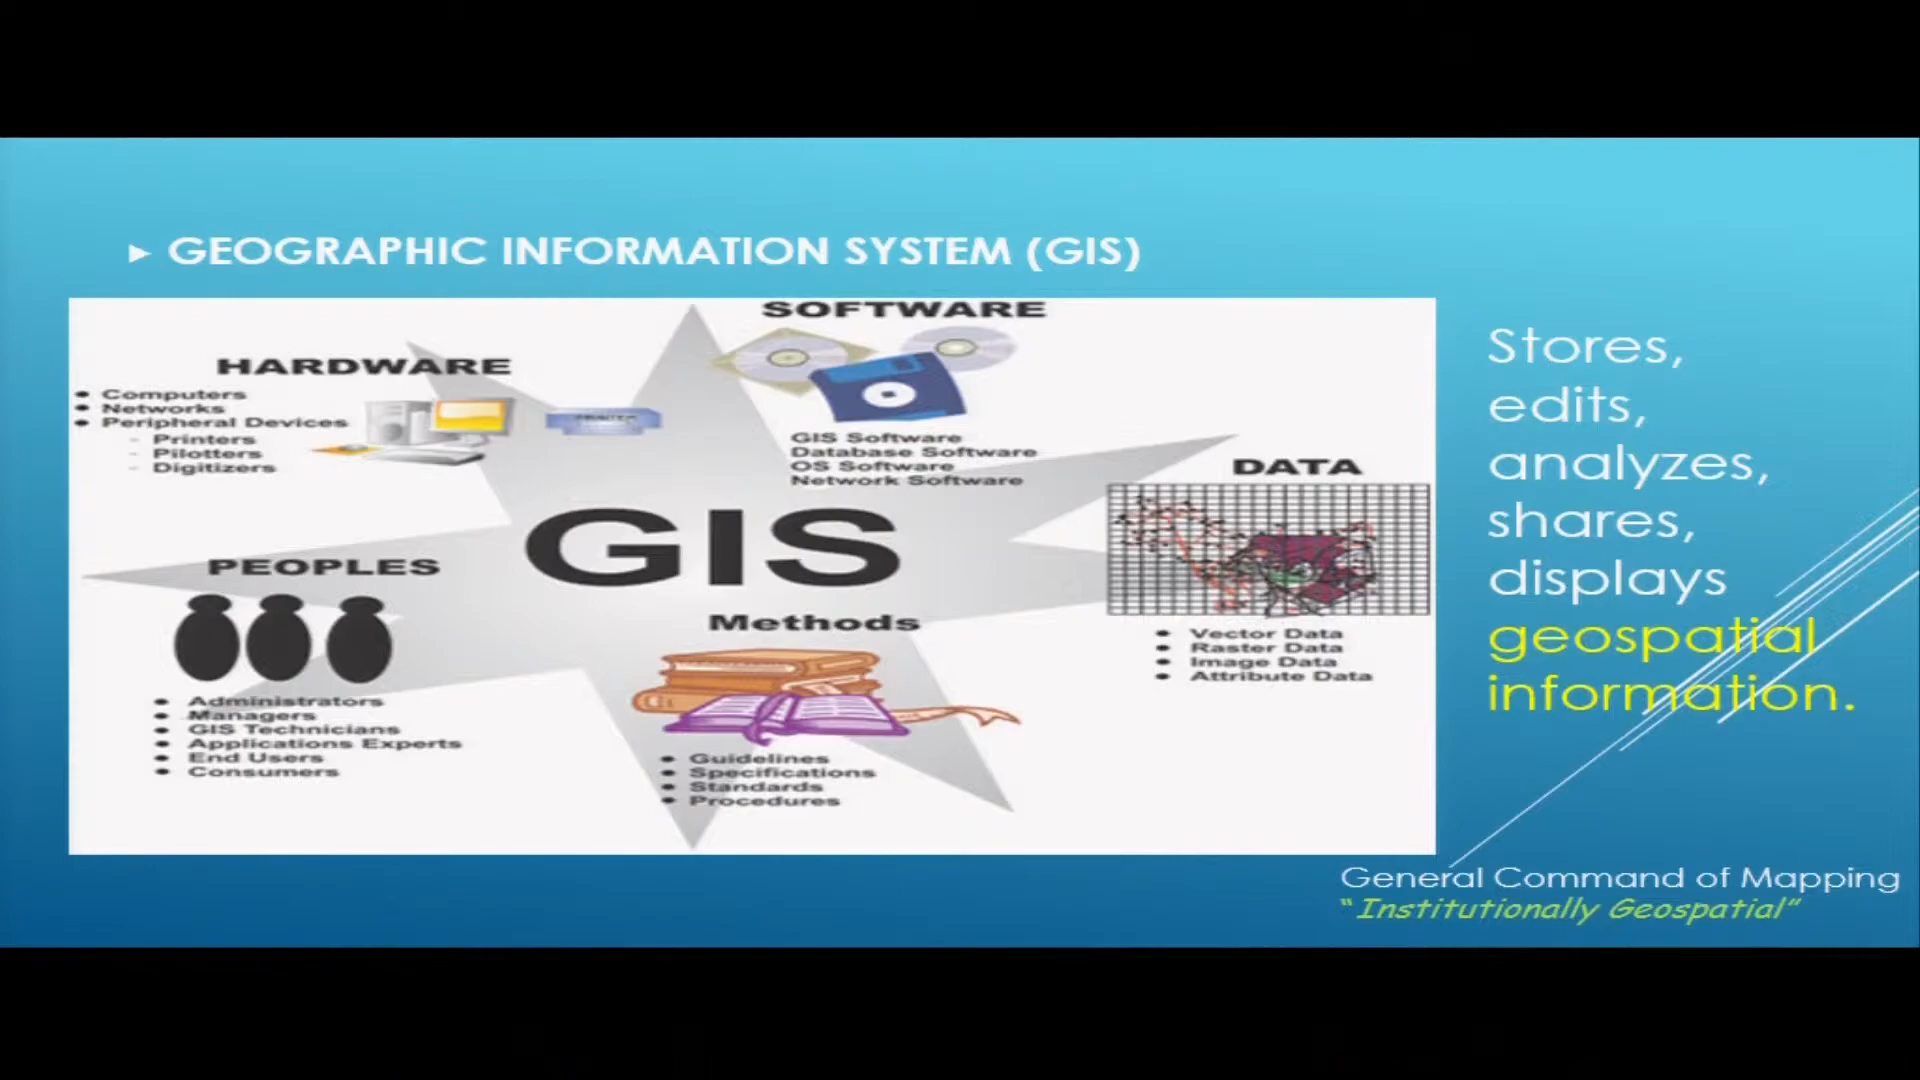 ► GEOGRAPHIC INFORMATION SYSTEM (GIS)
HARDWARE
• Computers
• Networks
• Peripheral Devices
- Printers
- Pilotters
- Digitizers
SOFTWARE
GIS Software
Database Software
OS Software
Network Software
DATA
• Vector Data
• Raster Data
• Image Data
• Attribute Data
GIS
PEOPLES
• Administrators
• Managers
• GIS Technicians
• Applications Experts
• End Users
• Consumers
Methods
• Guidelines
• Specifications
• Standards
• Procedures
Stores,
edits,
analyzes,
shares,
displays
geospatial
information.
General Command of Mapping
"Institutionally Geospatial"